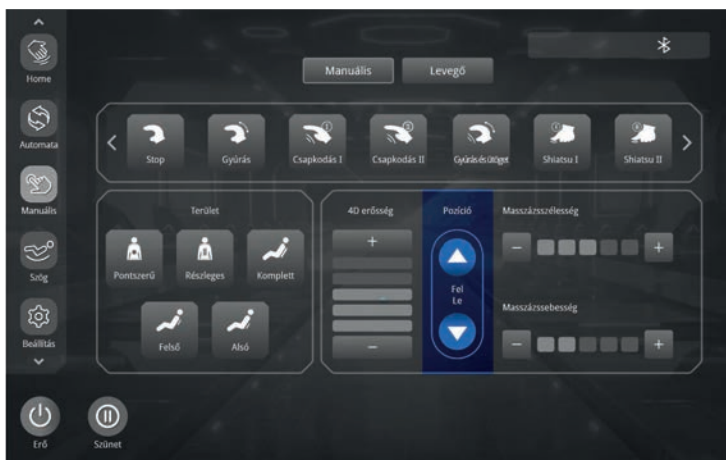 Home
Automata
Manuális
Szög
Beállítás
Erő
Szünet
Manuális
Levegő
Stop
Gyúrás
Csapkodás I
Csapkodás II
Gyúrás és ütöget
Shiatsu I
Shiatsu II
Terület
Pontszerű
Részleges
Komplett
Felső
Alsó
4D erősség
+
−
Pozíció
Fel
Le
Masszázsszélesség
− +
Masszázssebesség
− +